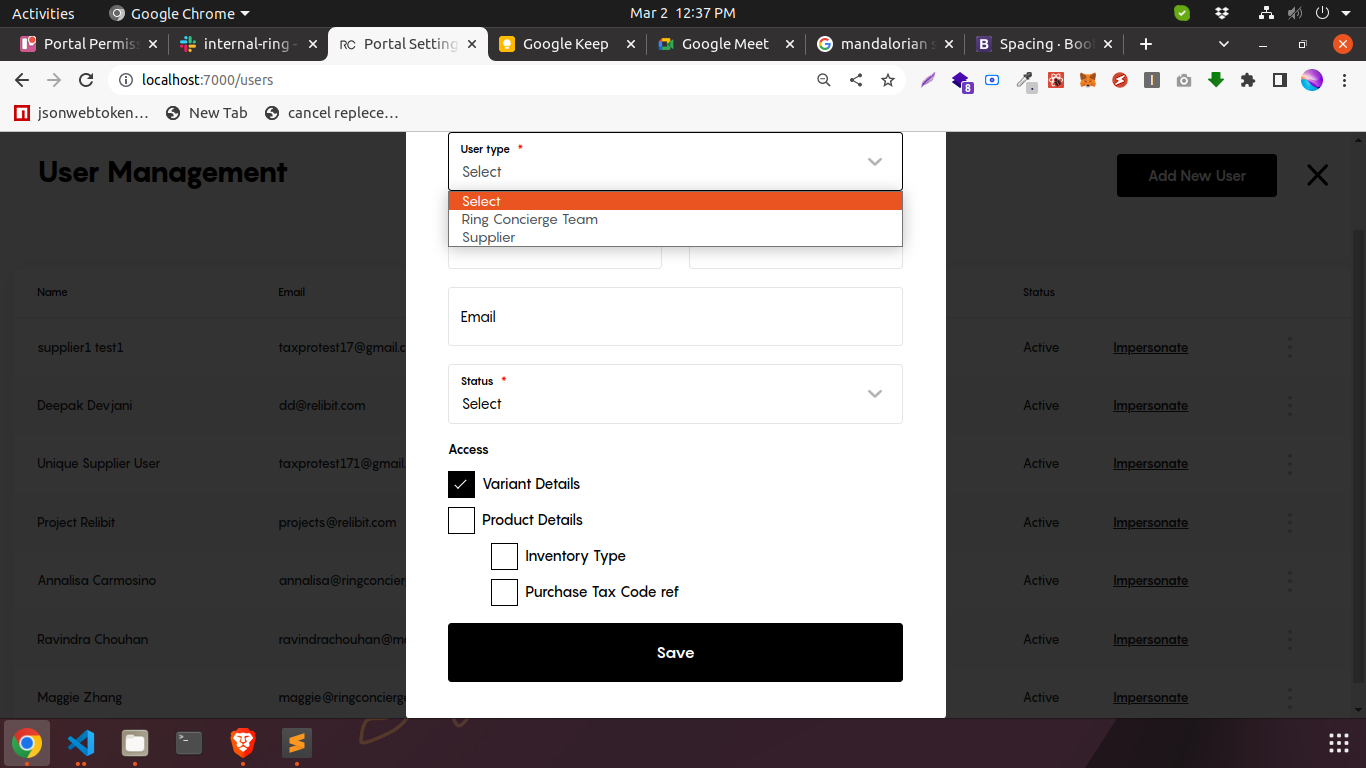 Activities Google Chrome Mar 2 12:37 PM
Portal Permis internal-ring - RC Portal Setting Google Keep Google Meet mandalorian s B Spacing · Boo
localhost:7000/users 8
jsonwebtoken… New Tab cancel replece…
User Management
Add New User
User type *
Select
Select
Ring Concierge Team
Supplier
Email
Status *
Select
Access
Variant Details
Product Details
Inventory Type
Purchase Tax Code ref
Save
Name Email Status
supplier1 test1 taxprotest17@gmail.c Active Impersonate
Deepak Devjani dd@relibit.com Active Impersonate
Unique Supplier User taxprotest171@gmail. Active Impersonate
Project Relibit projects@relibit.com Active Impersonate
Annalisa Carmosino annalisa@ringconcier Active Impersonate
Ravindra Chouhan ravindrachouhan@m Active Impersonate
Maggie Zhang maggie@ringconcierge Active Impersonate